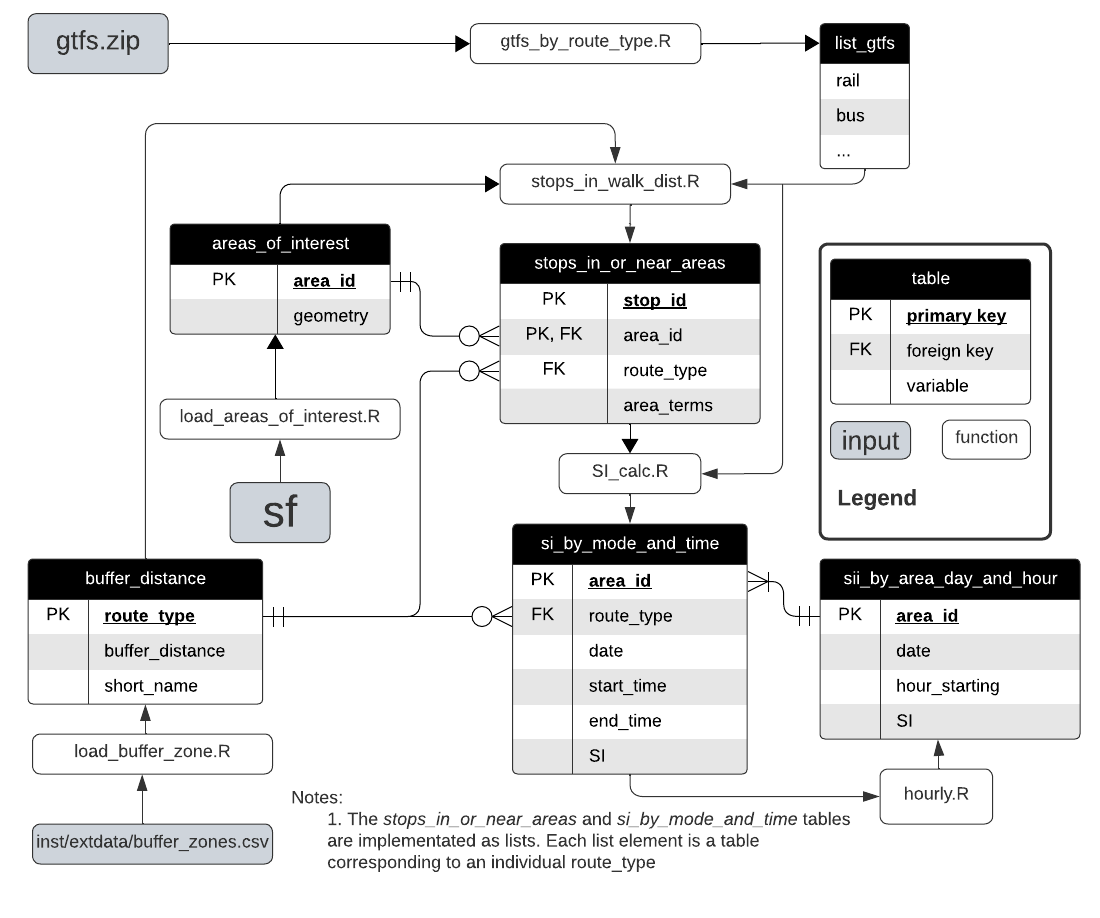 gtfs.zip
gtfs_by_route_type.R
list_gtfs
rail
bus
...
stops_in_walk_dist.R
areas_of_interest
PK area_id
geometry
stops_in_or_near_areas
PK stop_id
PK, FK area_id
FK route_type
area_terms
table
PK primary key
FK foreign key
variable
input function
Legend
load_areas_of_interest.R
sf
SI_calc.R
buffer_distance
PK route_type
buffer_distance
short_name
si_by_mode_and_time
PK area_id
FK route_type
date
start_time
end_time
SI
sii_by_area_day_and_hour
PK area_id
date
hour_starting
SI
load_buffer_zone.R
hourly.R
inst/extdata/buffer_zones.csv
Notes:
1. The stops_in_or_near_areas and si_by_mode_and_time tables
are implementated as lists. Each list element is a table
corresponding to an individual route_type